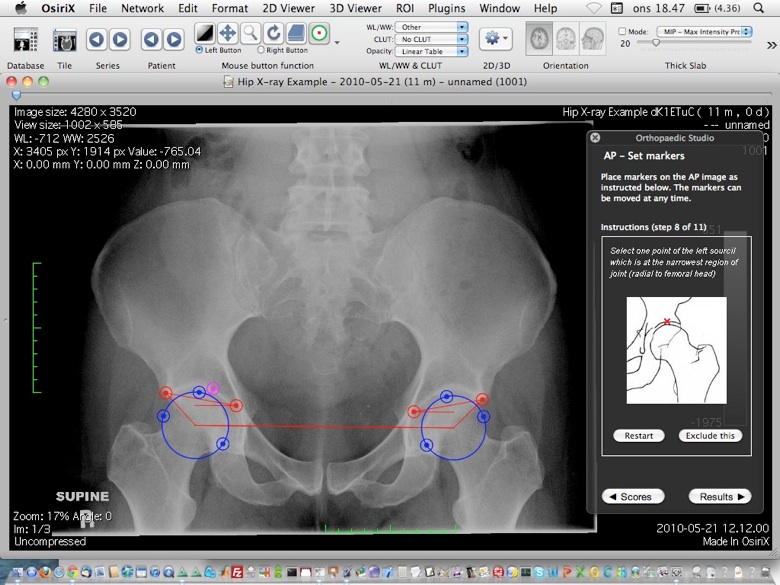 OsiriX File Network Edit Format 2D Viewer 3D Viewer ROI Plugins Window Help ons 18.47 (4.36)
WL/WW: Other
CLUT: No CLUT
Opacity: Linear Table
Left Button Right Button
Mode: MIP - Max Intensity Pro
20
Database Tile Series Patient Mouse button function WL/WW & CLUT 2D/3D Orientation Thick Slab
Hip X-ray Example - 2010-05-21 (11 m) - unnamed (1001)
Image size: 4280 x 3520
View size: 1002 x 585
WL: -712 WW: 2526
X: 3405 px Y: 1914 px Value: -765.04
X: 0.00 mm Y: 0.00 mm Z: 0.00 mm
Hip X-ray Example dK1ETuC ( 11 m , 0 d )
--- unnamed
0
1001
Orthopaedic Studio
AP - Set markers
Place markers on the AP image as
instructed below. The markers can
be moved at any time.
Instructions (step 8 of 11)
Select one point of the left sourcil
which is at the narrowest region of
joint (radial to femoral head)
-1975
Restart Exclude this
Scores Results
SUPINE
R
Zoom: 17% Angle: 0
Im: 1/3
Uncompressed
2010-05-21 12.12.00
Made In OsiriX